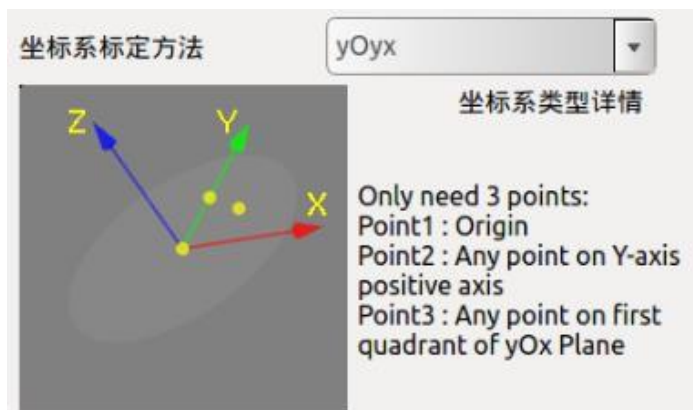 坐标系标定方法
yOyx
坐标系类型详情
Z
Y
X
Only need 3 points:
Point1 : Origin
Point2 : Any point on Y-axis
positive axis
Point3 : Any point on first
quadrant of yOx Plane